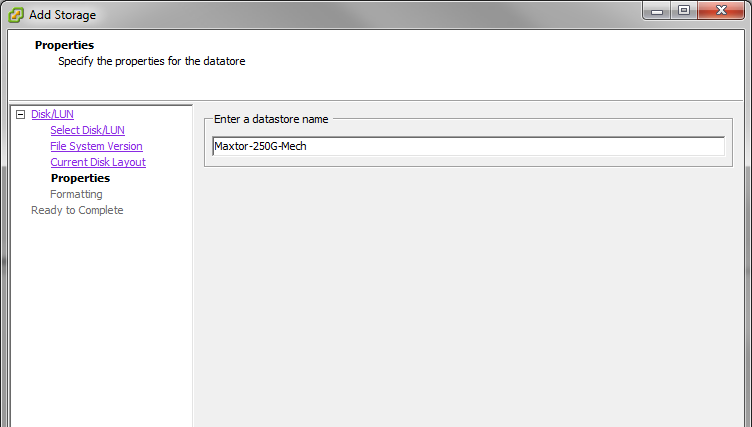 Add Storage
Properties
Specify the properties for the datatore
Disk/LUN
Select Disk/LUN
File System Version
Current Disk Layout
Properties
Formatting
Ready to Complete
Enter a datastore name
Maxtor-250G-Mech